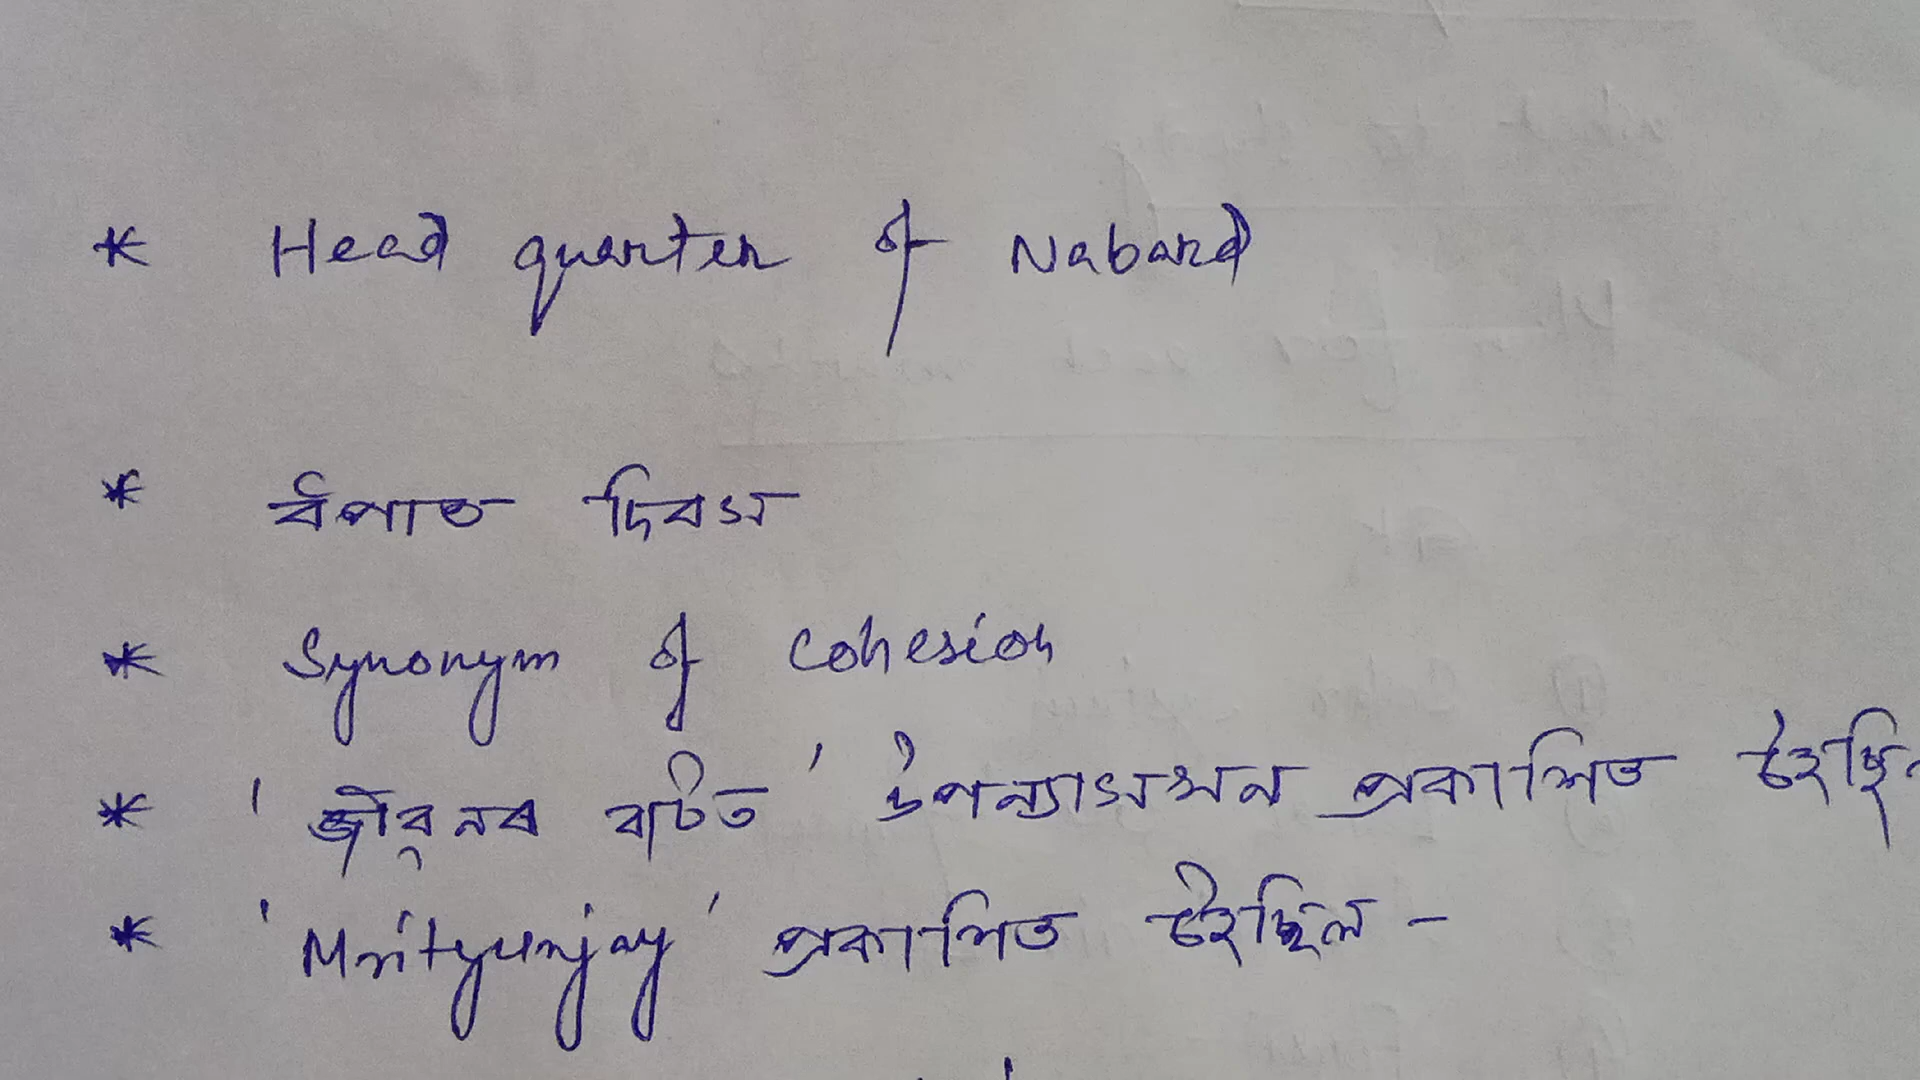 * Head quarter of Nabard
* দিবস
* Synonym of Cohesion
* 'জীৱনৰ বাটত' উপন্যাসখন প্ৰকাশিত হৈছিল
* 'Mrityunjay' প্ৰকাশিত হৈছিল -